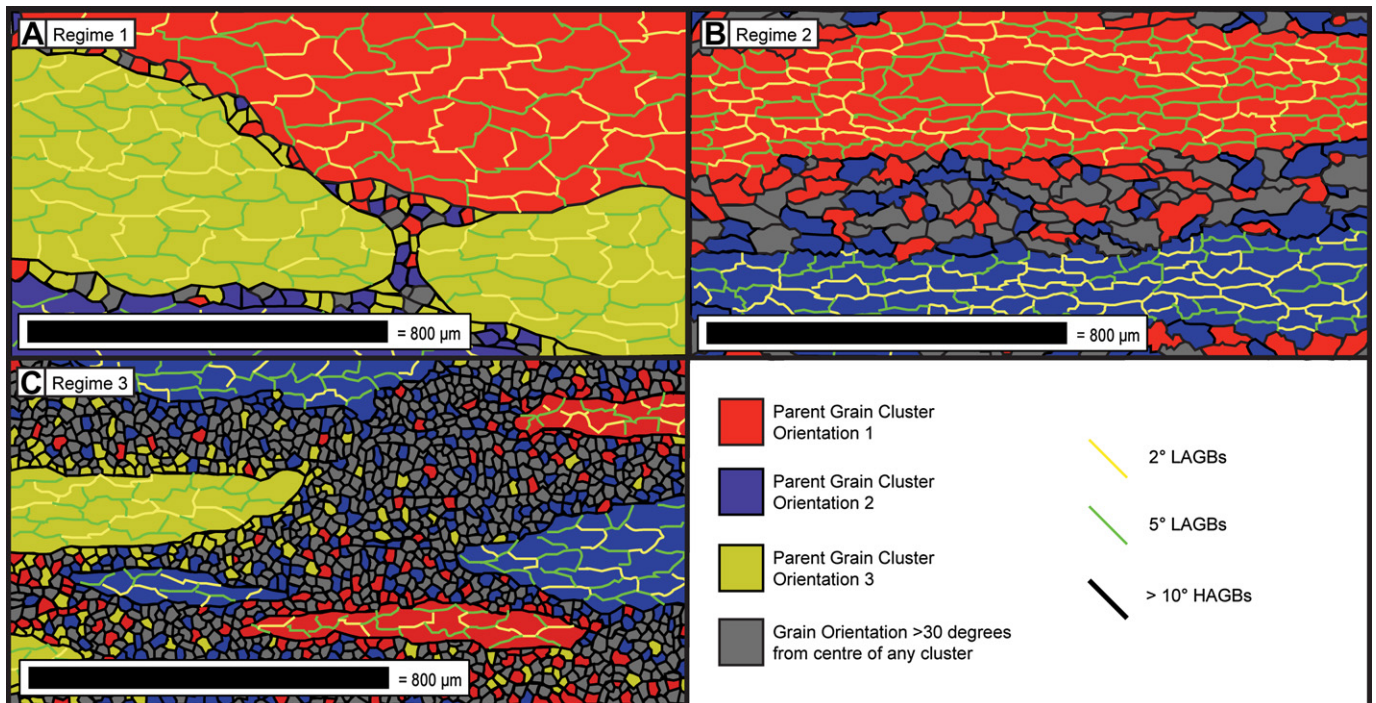 A Regime 1
= 800 µm
B Regime 2
= 800 µm
C Regime 3
= 800 µm
Parent Grain Cluster
Orientation 1
Parent Grain Cluster
Orientation 2
Parent Grain Cluster
Orientation 3
Grain Orientation >30 degrees
from centre of any cluster
2° LAGBs
5° LAGBs
> 10° HAGBs